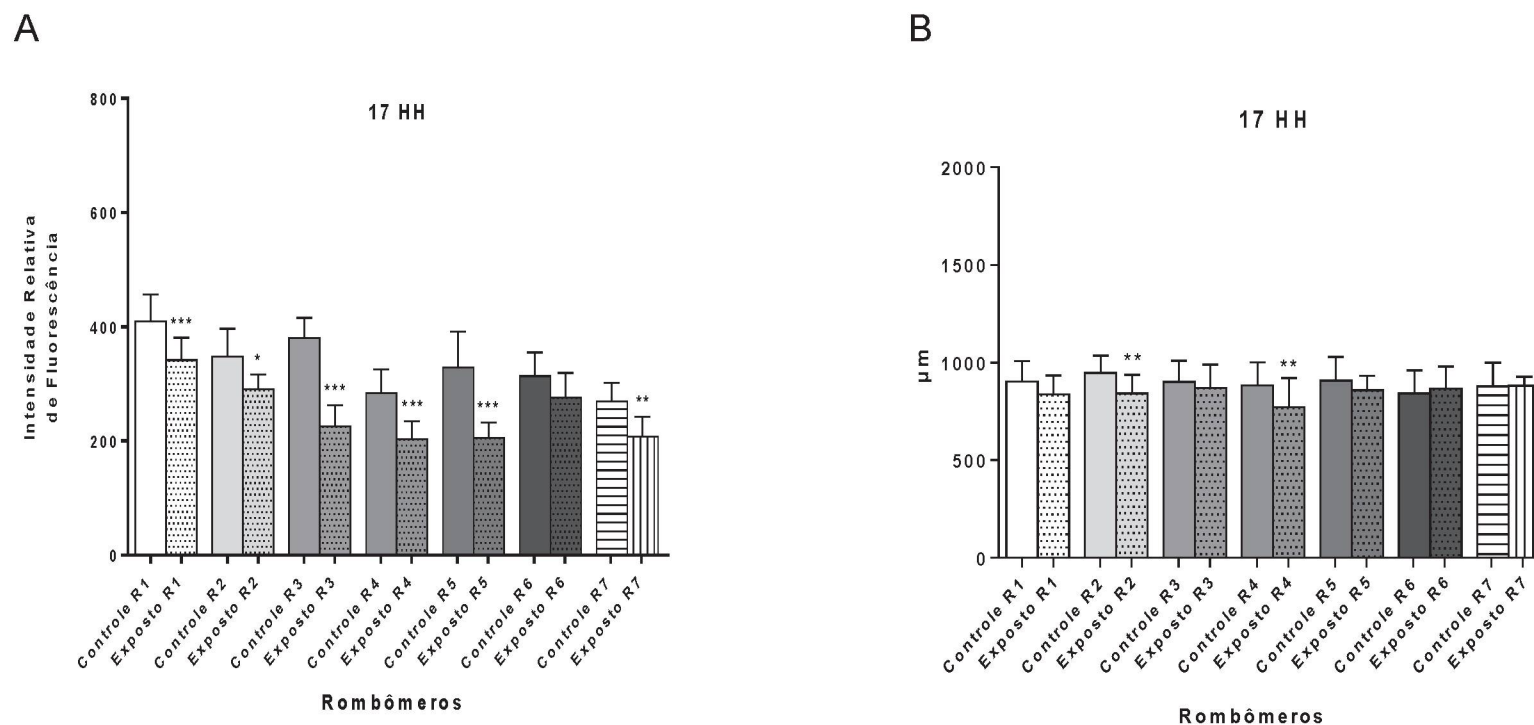 A
17 HH
800
600
400
200
0
Intensidade Relativa
de Fluorescência
***
*
***
***
***
**
Controle R1
Exposto R1
Controle R2
Exposto R2
Controle R3
Exposto R3
Controle R4
Exposto R4
Controle R5
Exposto R5
Controle R6
Exposto R6
Controle R7
Exposto R7
Rombômeros
B
17 HH
2000
1500
1000
500
0
µm
**
**
Controle R1
Exposto R1
Controle R2
Exposto R2
Controle R3
Exposto R3
Controle R4
Exposto R4
Controle R5
Exposto R5
Controle R6
Exposto R6
Controle R7
Exposto R7
Rombômeros